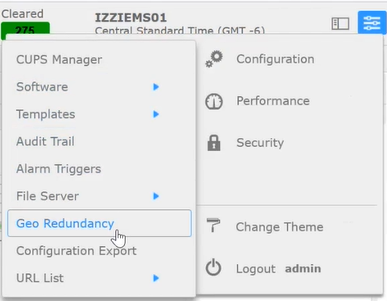 Cleared
275
IZZIEMS01
Central Standard Time (GMT -6)
CUPS Manager
Software
Templates
Audit Trail
Alarm Triggers
File Server
Geo Redundancy
Configuration Export
URL List
Configuration
Performance
Security
Change Theme
Logout admin